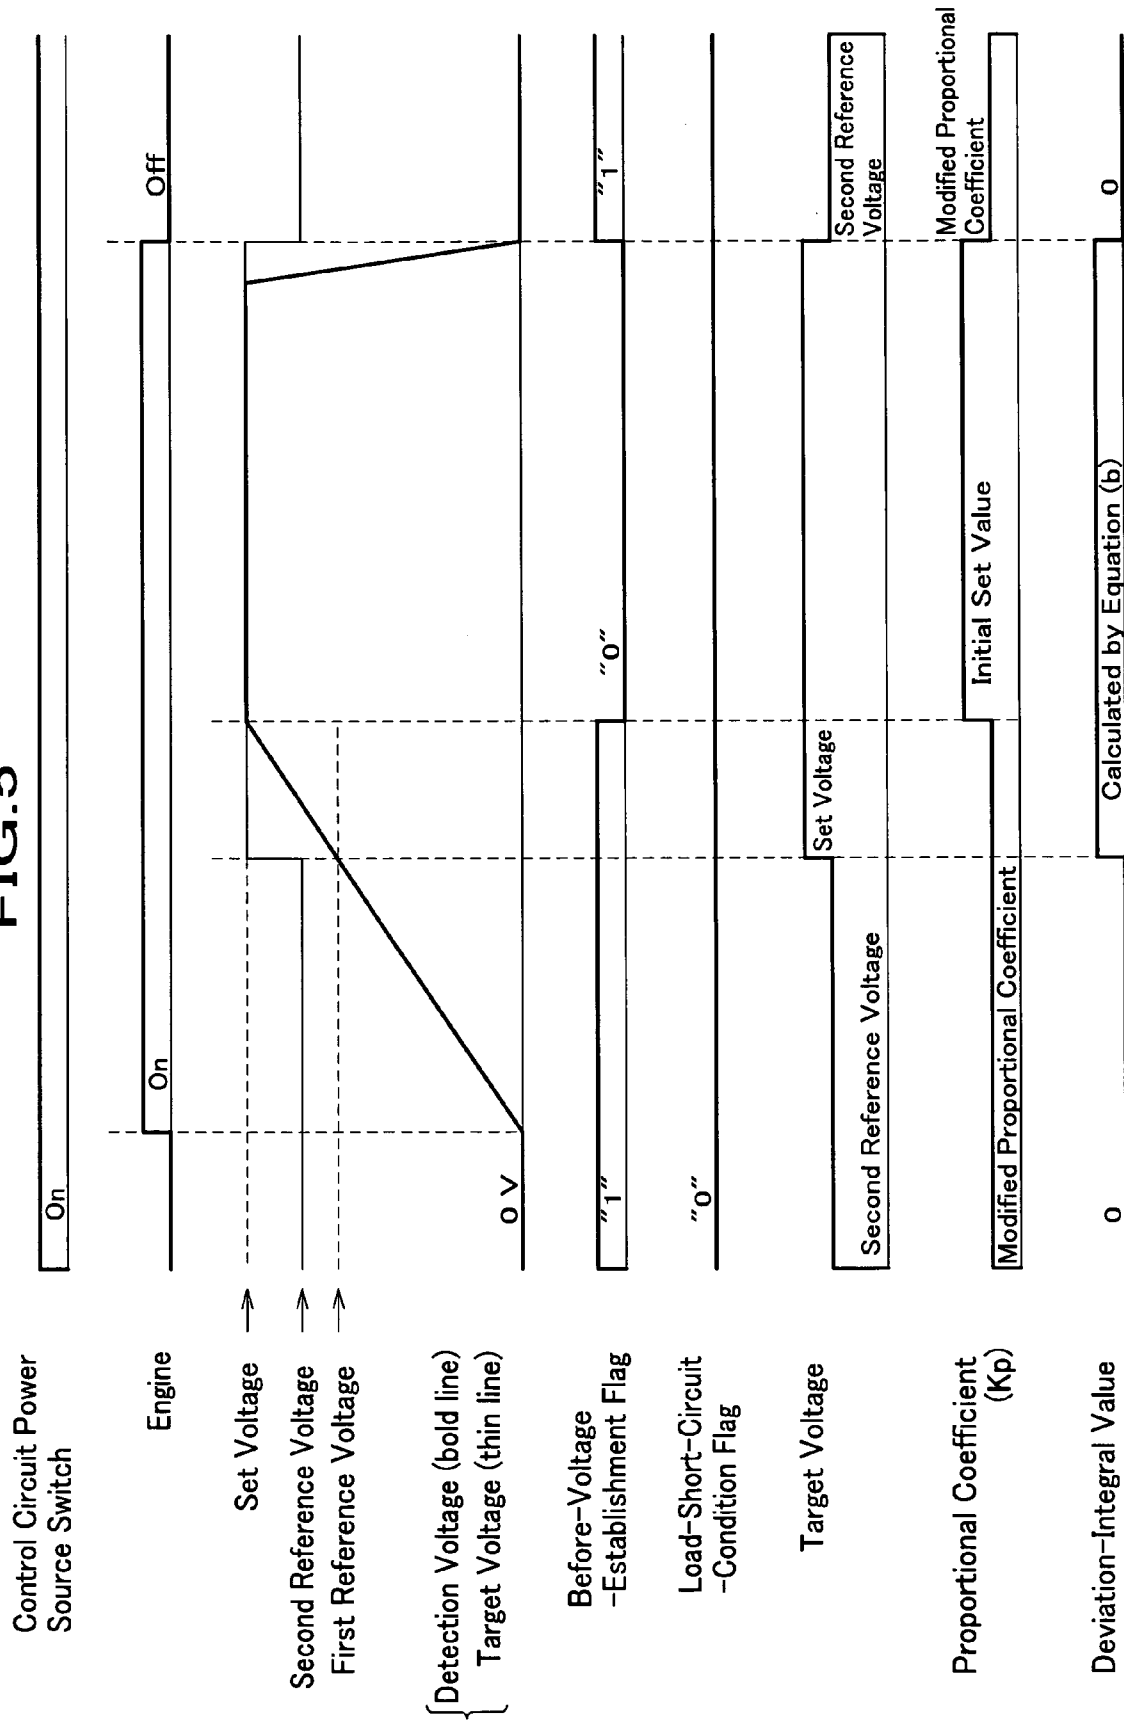 FIG.5
Control Circuit Power
Source Switch
On
Engine
On
Off
Set Voltage
Second Reference Voltage
First Reference Voltage
Detection Voltage (bold line)
Target Voltage (thin line)
0 V
Before-Voltage
-Establishment Flag
"1"
"0"
"1"
Load-Short-Circuit
-Condition Flag
"0"
Target Voltage
Second Reference Voltage
Set Voltage
Second Reference
Voltage
Proportional Coefficient
(Kp)
Modified Proportional Coefficient
Initial Set Value
Modified Proportional
Coefficient
Deviation-Integral Value
0
Calculated by Equation (b)
0